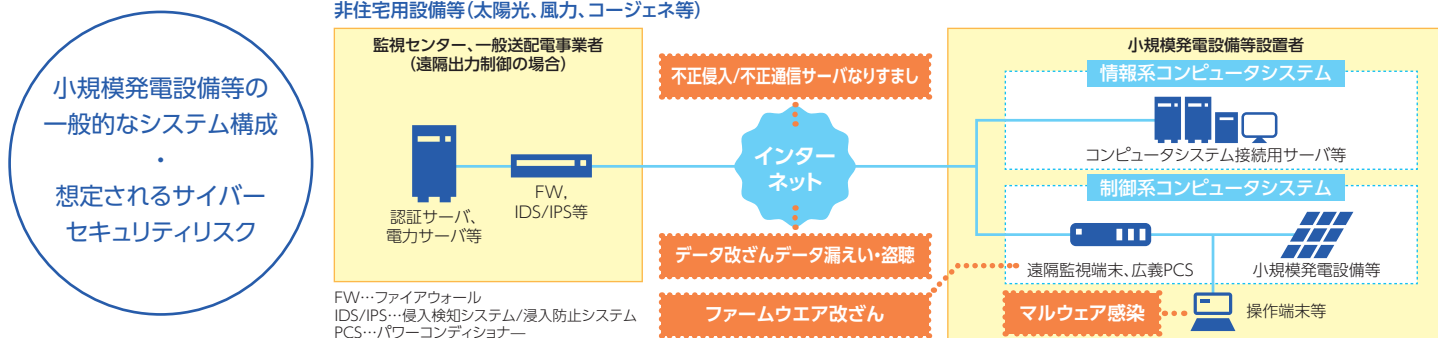 小規模発電設備等の
一般的なシステム構成
・
想定されるサイバー
セキュリティリスク
非住宅用設備等(太陽光、風力、コージェネ等)
監視センター、一般送配電事業者
(遠隔出力制御の場合)
認証サーバ、
電力サーバ等
FW,
IDS/IPS等
FW…ファイアウォール
IDS/IPS…侵入検知システム/浸入防止システム
PCS…パワーコンディショナー
不正侵入/不正通信サーバなりすまし
インター
ネット
データ改ざんデータ漏えい・盗聴
ファームウエア改ざん
小規模発電設備等設置者
情報系コンピュータシステム
コンピュータシステム接続用サーバ等
制御系コンピュータシステム
遠隔監視端末、広義PCS
小規模発電設備等
マルウェア感染
操作端末等